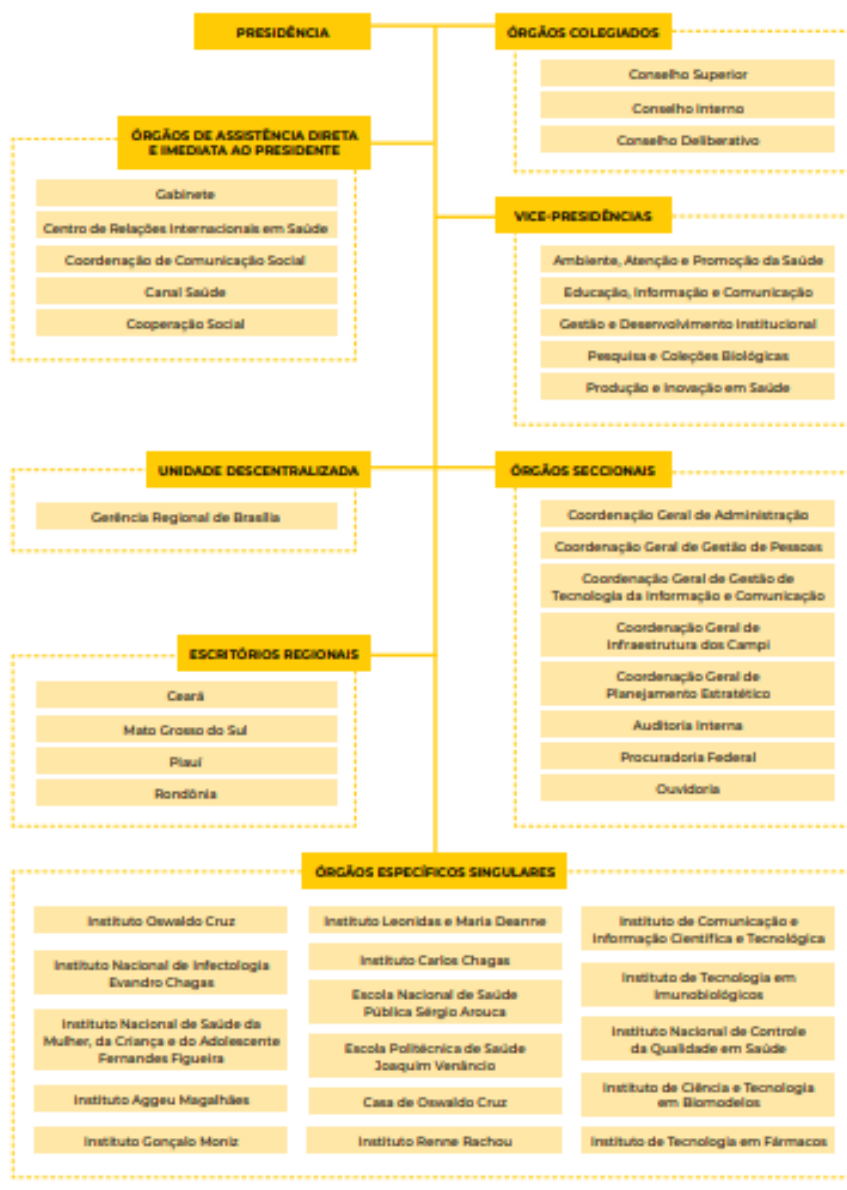 PRESIDÊNCIA
ÓRGÃOS COLEGIADOS
Conselho Superior
Conselho Interno
Conselho Deliberativo
ÓRGÃOS DE ASSISTÊNCIA DIRETA
E IMEDIATA AO PRESIDENTE
Gabinete
Centro de Relações Internacionais em Saúde
Coordenação de Comunicação Social
Canal Saúde
Cooperação Social
VICE-PRESIDÊNCIAS
Ambiente, Atenção e Promoção da Saúde
Educação, Informação e Comunicação
Gestão e Desenvolvimento Institucional
Pesquisa e Coleções Biológicas
Produção e Inovação em Saúde
UNIDADE DESCENTRALIZADA
Gerência Regional de Brasília
ÓRGÃOS SECCIONAIS
Coordenação Geral de Administração
Coordenação Geral de Gestão de Pessoas
Coordenação Geral de Gestão de
Tecnologia da Informação e Comunicação
Coordenação Geral de
Infraestrutura dos Campi
Coordenação Geral de
Planejamento Estratético
Auditoria Interna
Procuradoria Federal
Ouvidoria
ESCRITÓRIOS REGIONAIS
Ceará
Mato Grosso do Sul
Piauí
Rondônia
ÓRGÃOS ESPECÍFICOS SINGULARES
Instituto Oswaldo Cruz
Instituto Nacional de Infectologia
Evandro Chagas
Instituto Nacional de Saúde da
Mulher, da Criança e do Adolescente
Fernandes Figueira
Instituto Aggeu Magalhães
Instituto Gonçalo Moniz
Instituto Leonidas e Maria Deanne
Instituto Carlos Chagas
Escola Nacional de Saúde
Pública Sérgio Arouca
Escola Politécnica de Saúde
Joaquim Venâncio
Casa de Oswaldo Cruz
Instituto Renne Rachou
Instituto de Comunicação e
Informação Científica e Tecnológica
Instituto de Tecnologia em
Imunobiológicos
Instituto Nacional de Controle
da Qualidade em Saúde
Instituto de Ciência e Tecnologia
em Biomodelos
Instituto de Tecnologia em Fármacos